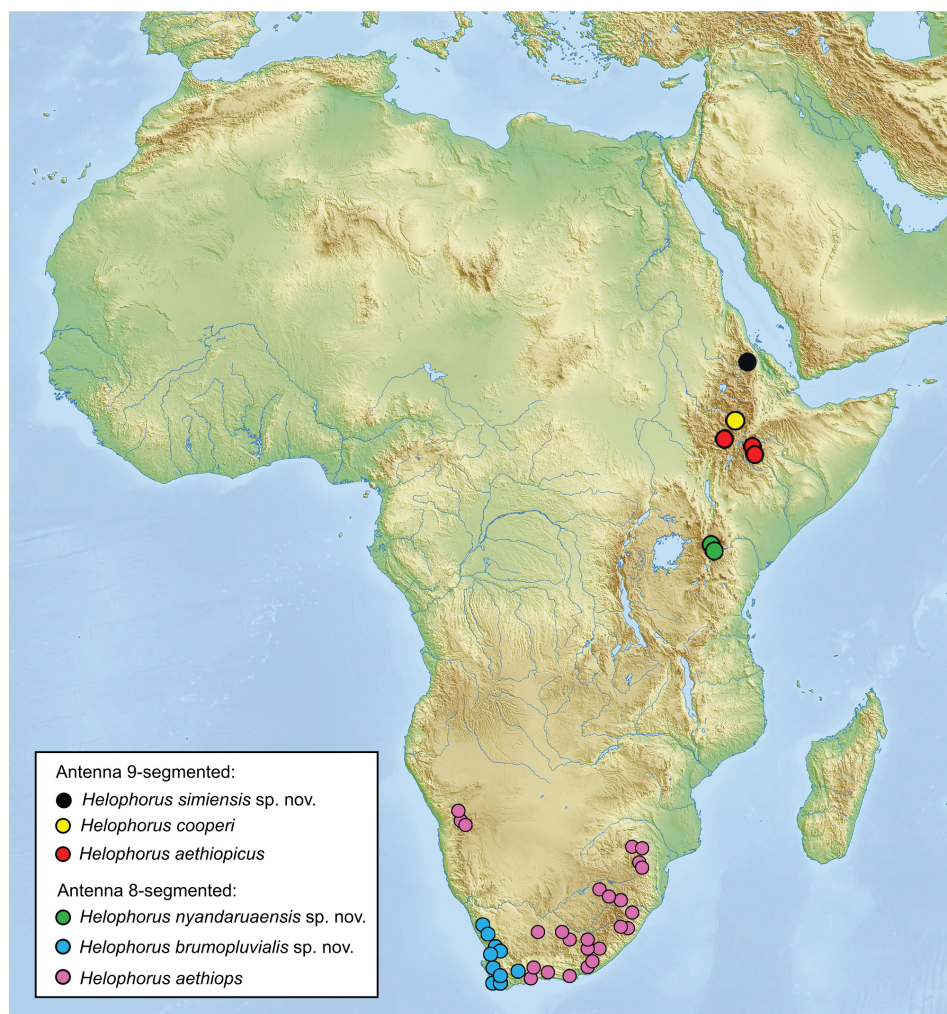 Antenna 9-segmented:
Helophorus simiensis sp. nov.
Helophorus cooperi
Helophorus aethiopicus
Antenna 8-segmented:
Helophorus nyandaruaensis sp. nov.
Helophorus brumopluvialis sp. nov.
Helophorus aethiops